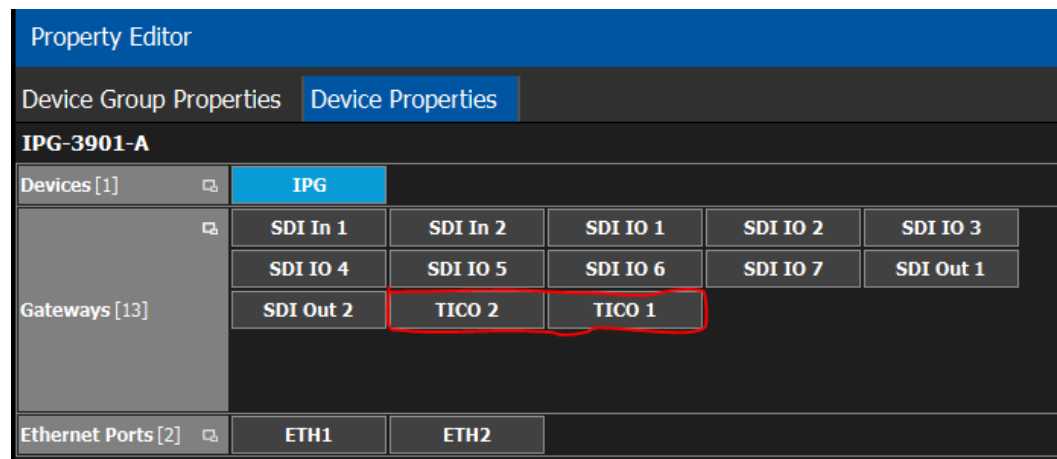 Property Editor
Device Group Properties Device Properties
IPG-3901-A
Devices [1] IPG
SDI In 1 SDI In 2 SDI IO 1 SDI IO 2 SDI IO 3
SDI IO 4 SDI IO 5 SDI IO 6 SDI IO 7 SDI Out 1
Gateways [13] SDI Out 2 TICO 2 TICO 1
Ethernet Ports [2] ETH1 ETH2